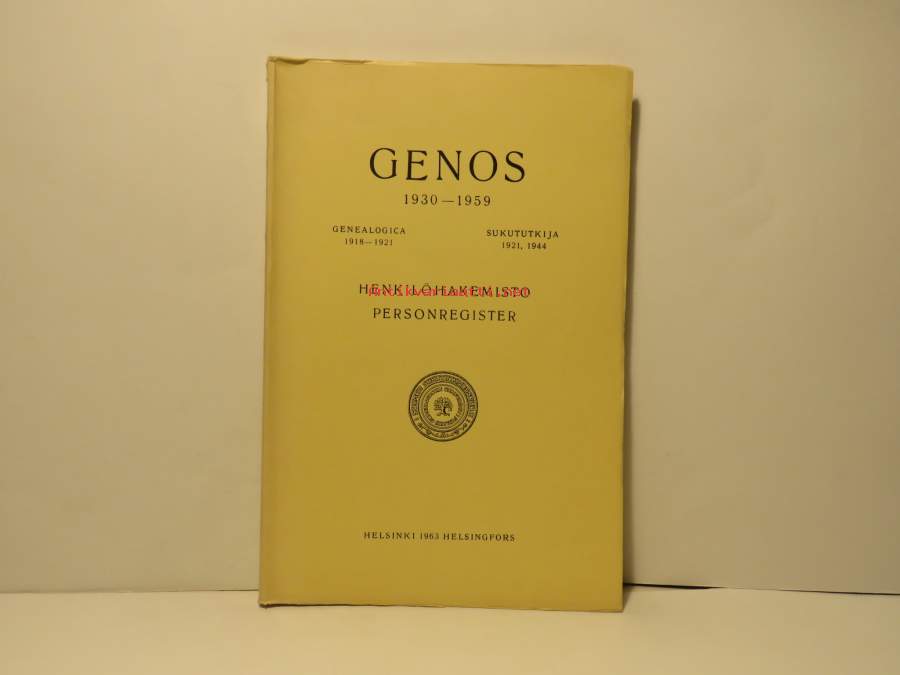 GENOS
1930—1959
GENEALOGICA
1918—1921
SUKUTUTKIJA
1921, 1944
HENKILÖHAKEMISTO
PERSONREGISTER
HELSINKI 1963 HELSINGFORS